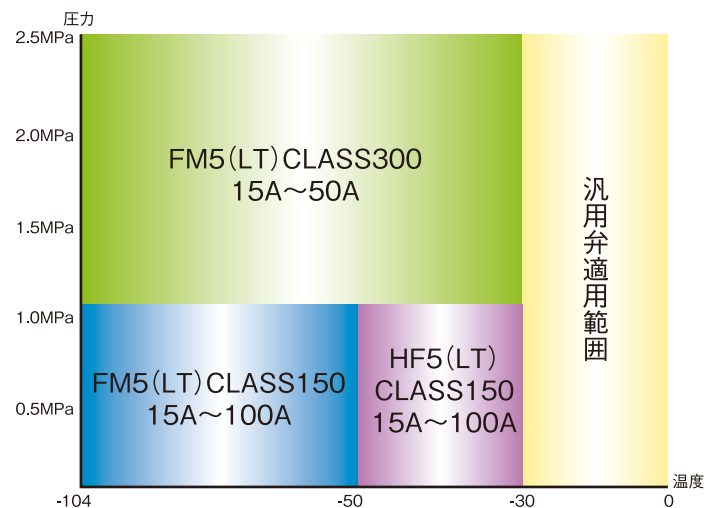 圧力
2.5MPa
2.0MPa
1.5MPa
1.0MPa
0.5MPa
FM5(LT)CLASS300
15A～50A
FM5(LT)CLASS150
15A～100A
HF5(LT)
CLASS150
15A～100A
汎用弁適用範囲
-104
-50
-30
0
温度